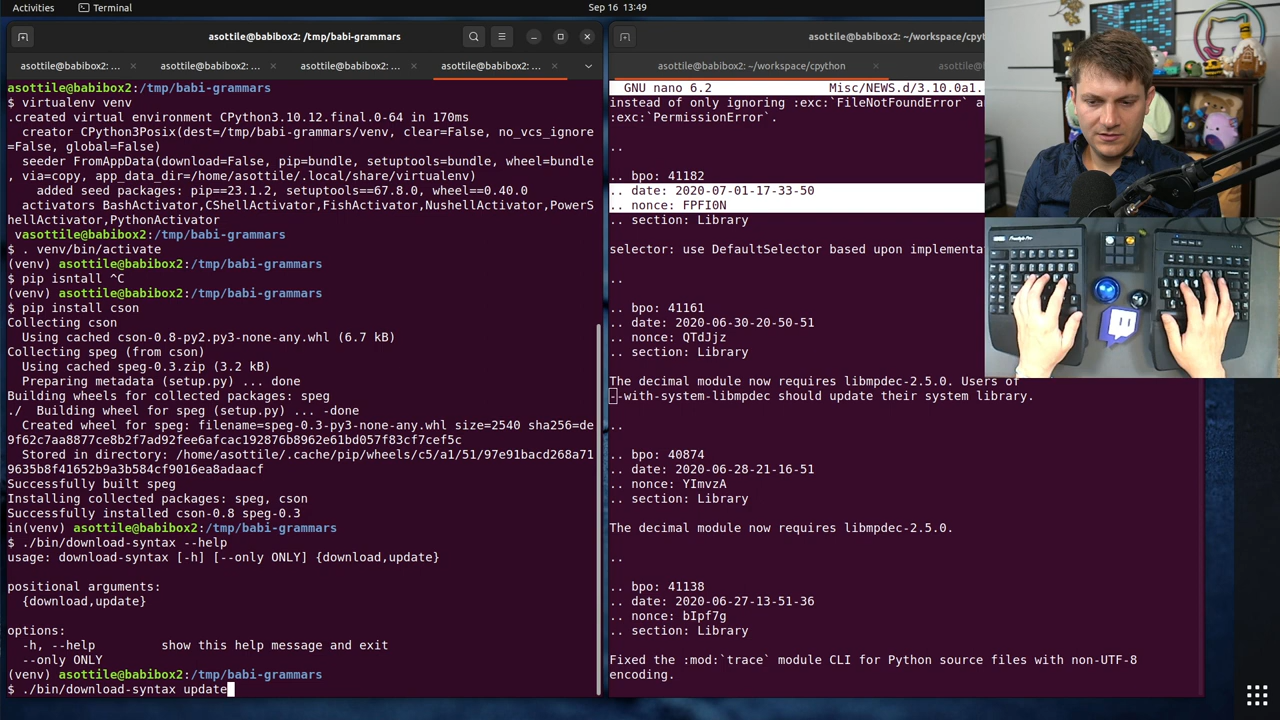 Activities
Terminal
Sep 16 13:49
asottile@babibox2: /tmp/babi-grammars
asottile@babibox2: ...
asottile@babibox2: ...
asottile@babibox2: ...
asottile@babibox2: ...
asottile@babibox2:/tmp/babi-grammars
$ virtualenv venv
.created virtual environment CPython3.10.12.final.0-64 in 170ms
creator CPython3Posix(dest=/tmp/babi-grammars/venv, clear=False, no_vcs_ignore
=False, global=False)
seeder FromAppData(download=False, pip=bundle, setuptools=bundle, wheel=bundle
, via=copy, app_data_dir=/home/asottile/.local/share/virtualenv)
added seed packages: pip==23.1.2, setuptools==67.8.0, wheel==0.40.0
activators BashActivator,CShellActivator,FishActivator,NushellActivator,PowerS
hellActivator,PythonActivator
vasottile@babibox2:/tmp/babi-grammars
$ . venv/bin/activate
(venv) asottile@babibox2:/tmp/babi-grammars
$ pip isntall ^C
(venv) asottile@babibox2:/tmp/babi-grammars
$ pip install cson
Collecting cson
Using cached cson-0.8-py2.py3-none-any.whl (6.7 kB)
Collecting speg (from cson)
Using cached speg-0.3.zip (3.2 kB)
Preparing metadata (setup.py) ... done
Building wheels for collected packages: speg
./  Building wheel for speg (setup.py) ... -done
Created wheel for speg: filename=speg-0.3-py3-none-any.whl size=2540 sha256=de
9f62c7aa8877ce8b2f7ad92fee6afcac192876b8962e61bd057f83cf7cef5c
Stored in directory: /home/asottile/.cache/pip/wheels/c5/a1/51/97e91bacd268a71
9635b8f41652b9a3b584cf9016ea8adaacf
Successfully built speg
Installing collected packages: speg, cson
Successfully installed cson-0.8 speg-0.3
in(venv) asottile@babibox2:/tmp/babi-grammars
$ ./bin/download-syntax --help
usage: download-syntax [-h] [--only ONLY] {download,update}
positional arguments:
{download,update}
options:
-h, --help show this help message and exit
--only ONLY
(venv) asottile@babibox2:/tmp/babi-grammars
$ ./bin/download-syntax update
asottile@babibox2: ~/workspace/cpyt
asottile@babibox2: ~/workspace/cpython
asottile@babibox2: ...
GNU nano 6.2 Misc/NEWS.d/3.10.0a1.
instead of only ignoring :exc:`FileNotFoundError` a
:exc:`PermissionError`.
..
.. bpo: 41182
.. date: 2020-07-01-17-33-50
.. nonce: FPFI0N
.. section: Library
selector: use DefaultSelector based upon implementa
..
.. bpo: 41161
.. date: 2020-06-30-20-50-51
.. nonce: QTdJjz
.. section: Library
The decimal module now requires libmpdec-2.5.0. Users of
--with-system-libmpdec should update their system library.
..
.. bpo: 40874
.. date: 2020-06-28-21-16-51
.. nonce: YImvzA
.. section: Library
The decimal module now requires libmpdec-2.5.0.
..
.. bpo: 41138
.. date: 2020-06-27-13-51-36
.. nonce: bIpf7g
.. section: Library
Fixed the :mod:`trace` module CLI for Python source files with non-UTF-8
encoding.